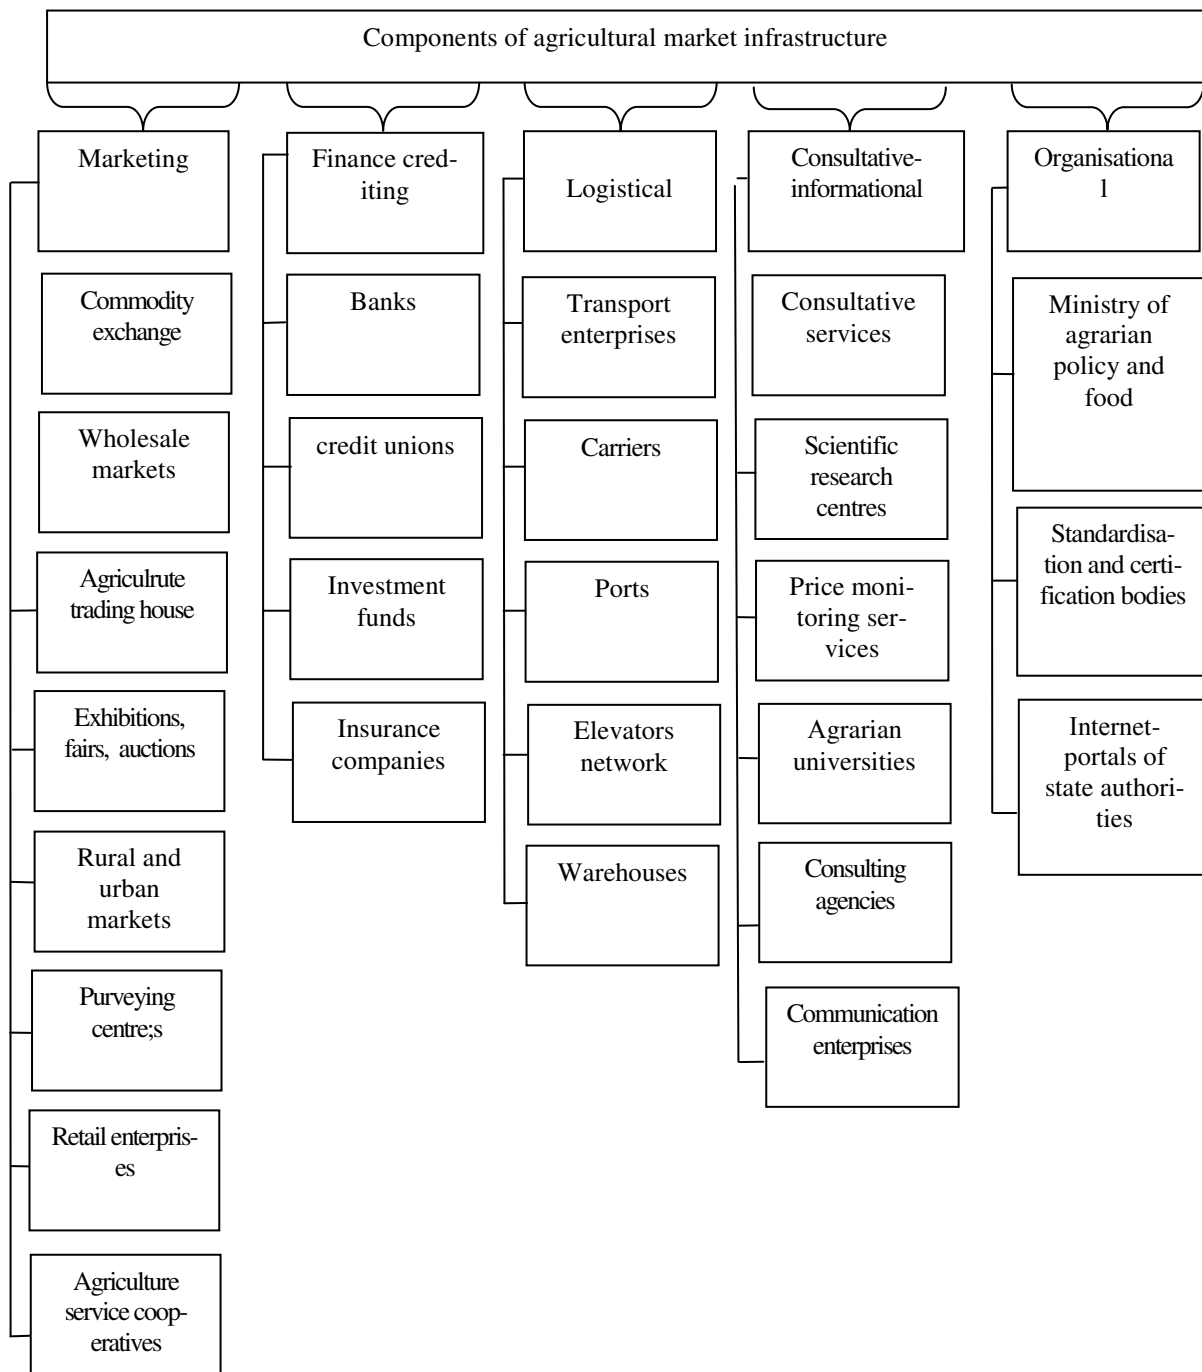 Components of agricultural market infrastructure
Marketing
Commodity
exchange
Wholesale
markets
Agriculrute
trading house
Exhibitions,
fairs, auctions
Rural and
urban
markets
Purveying
centre;s
Retail enterpris-
es
Agriculture
service coop-
eratives
Finance cred-
iting
Banks
credit unions
Investment
funds
Insurance
companies
Logistical
Transport
enterprises
Carriers
Ports
Elevators
network
Warehouses
Consultative-
informational
Consultative
services
Scientific
research
centres
Price moni-
toring ser-
vices
Agrarian
universities
Consulting
agencies
Communication
enterprises
Organisationa
l
Ministry of
agrarian
policy and
food
Standardisa-
tion and certi-
fication bodies
Internet-
portals of
state authori-
ties